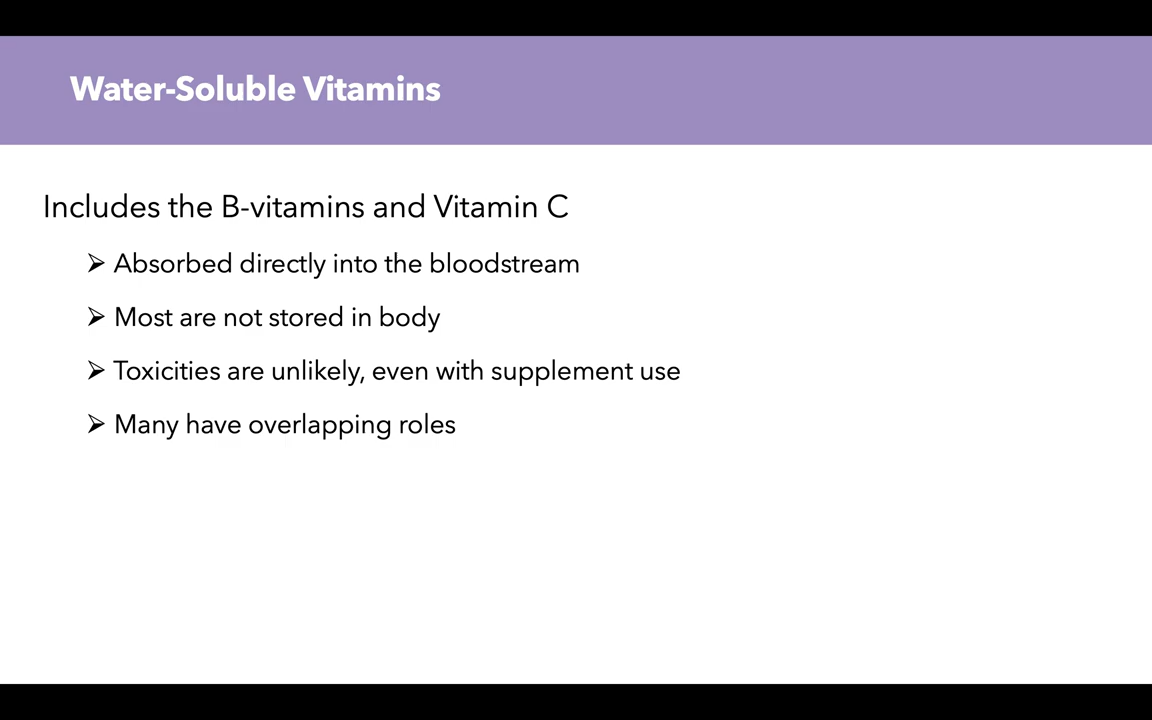 Water-Soluble Vitamins
Includes the B-vitamins and Vitamin C
➢ Absorbed directly into the bloodstream
➢ Most are not stored in body
➢ Toxicities are unlikely, even with supplement use
➢ Many have overlapping roles